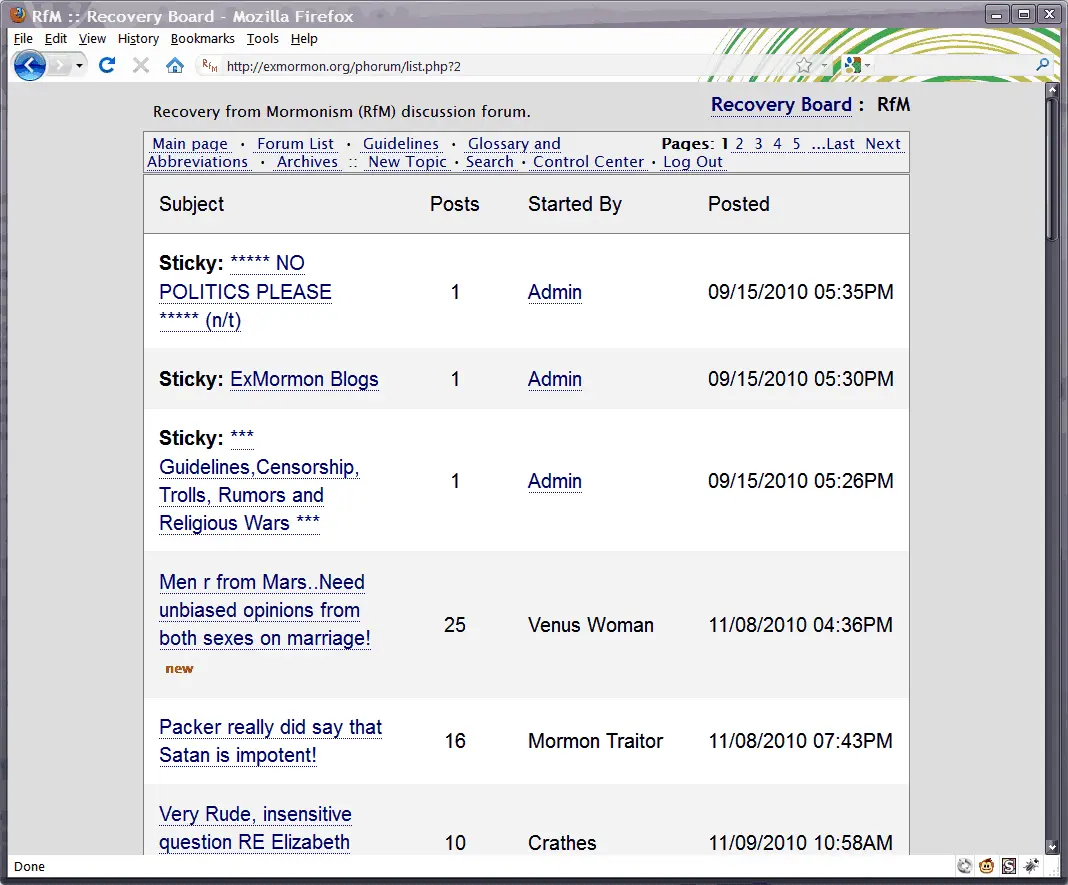 RfM :: Recovery Board - Mozilla Firefox
File Edit View History Bookmarks Tools Help
RfM http://exmormon.org/phorum/list.php?2
Recovery from Mormonism (RfM) discussion forum.
Recovery Board : RfM
Main page · Forum List · Guidelines · Glossary and
Abbreviations · Archives :: New Topic · Search · Control Center · Log Out
Pages: 1 2 3 4 5 ...Last Next
Subject Posts Started By Posted
Sticky: ***** NO
POLITICS PLEASE
***** (n/t)
1 Admin 09/15/2010 05:35PM
Sticky: ExMormon Blogs 1 Admin 09/15/2010 05:30PM
Sticky: ***
Guidelines,Censorship,
Trolls, Rumors and
Religious Wars ***
1 Admin 09/15/2010 05:26PM
Men r from Mars..Need
unbiased opinions from
both sexes on marriage!
new
25 Venus Woman 11/08/2010 04:36PM
Packer really did say that
Satan is impotent!
16 Mormon Traitor 11/08/2010 07:43PM
Very Rude, insensitive
question RE Elizabeth
10 Crathes 11/09/2010 10:58AM
Done